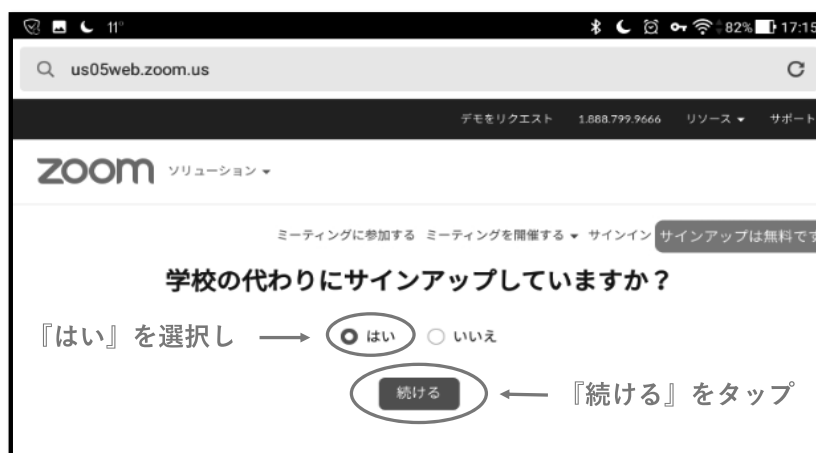 11°
82% 17:15
us05web.zoom.us
デモをリクエスト 1.888.799.9666 リソース サポート
zoom ソリューション
ミーティングに参加する ミーティングを開催する サインイン サインアップは無料です
学校の代わりにサインアップしていますか？
『はい』を選択し はい いいえ
続ける 『続ける』をタップ